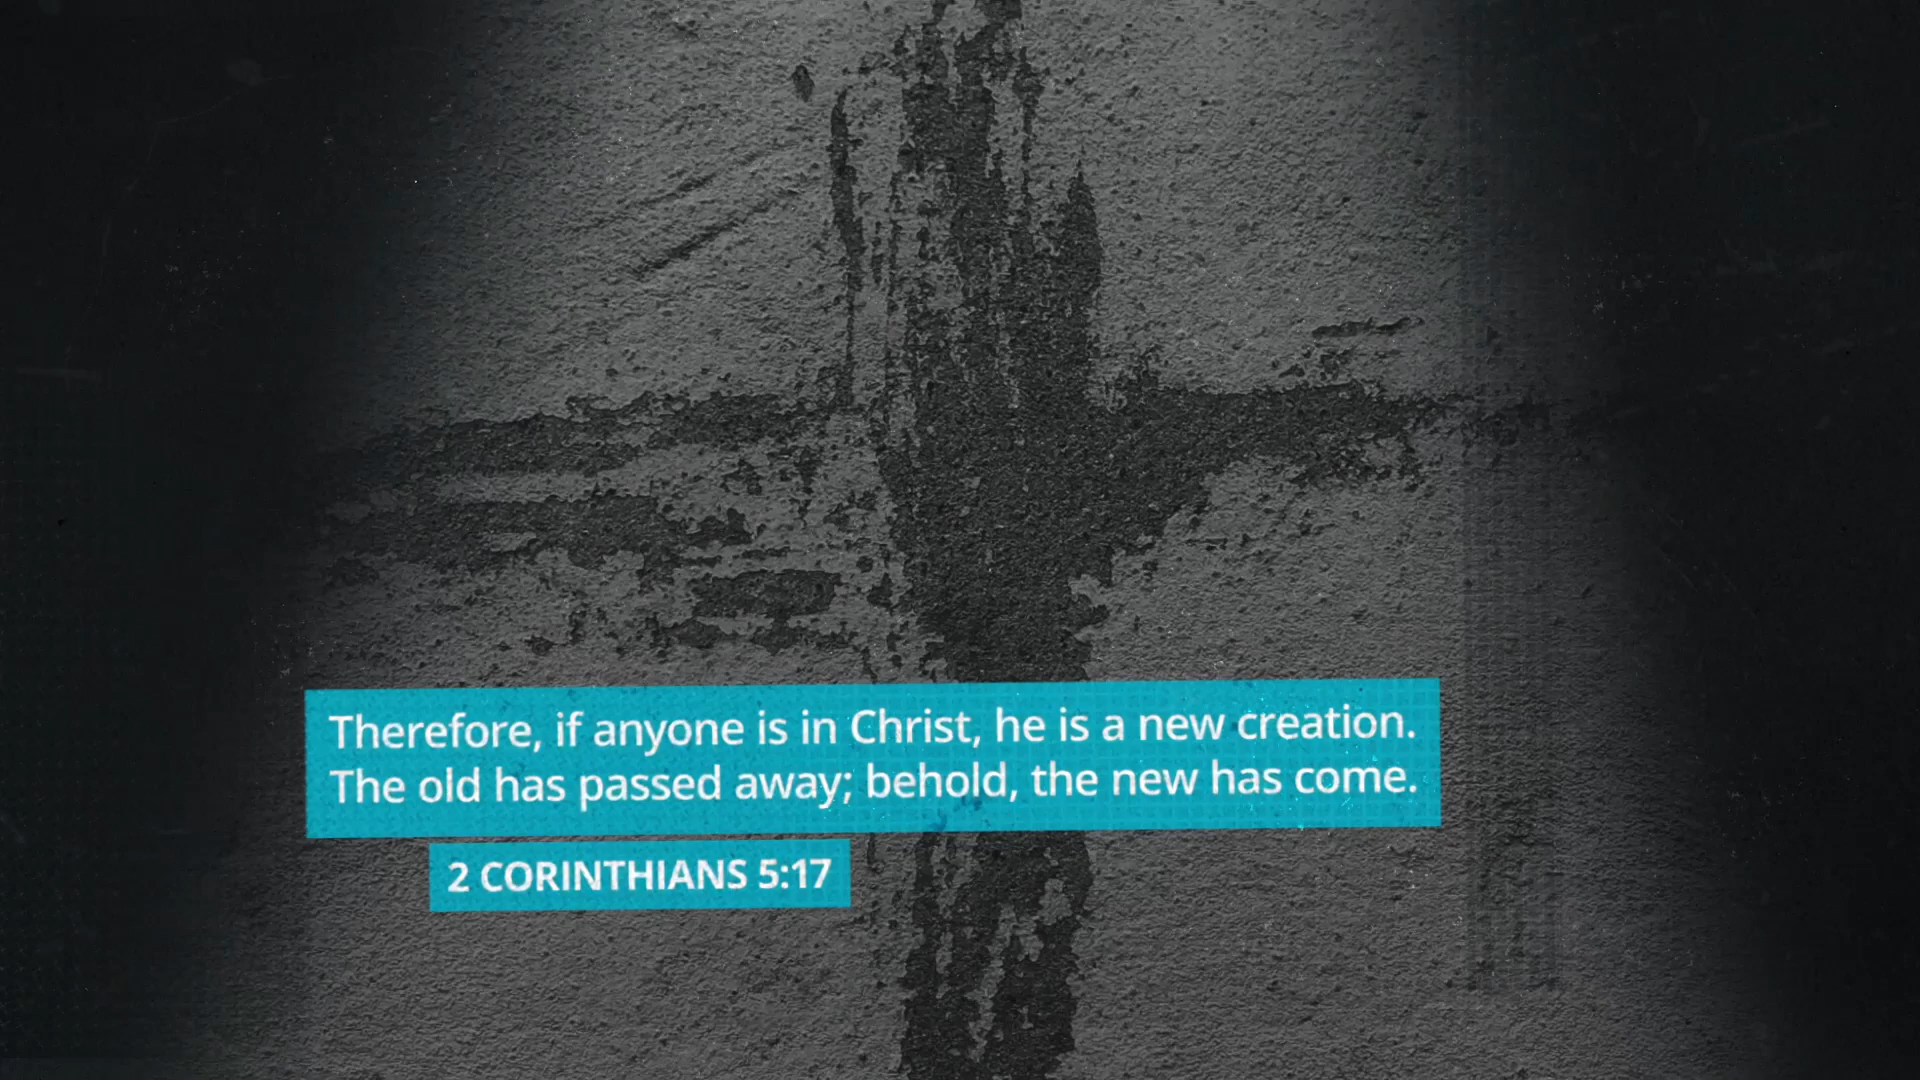 Therefore, if anyone is in Christ, he is a new creation.
The old has passed away; behold, the new has come.
2 CORINTHIANS 5:17